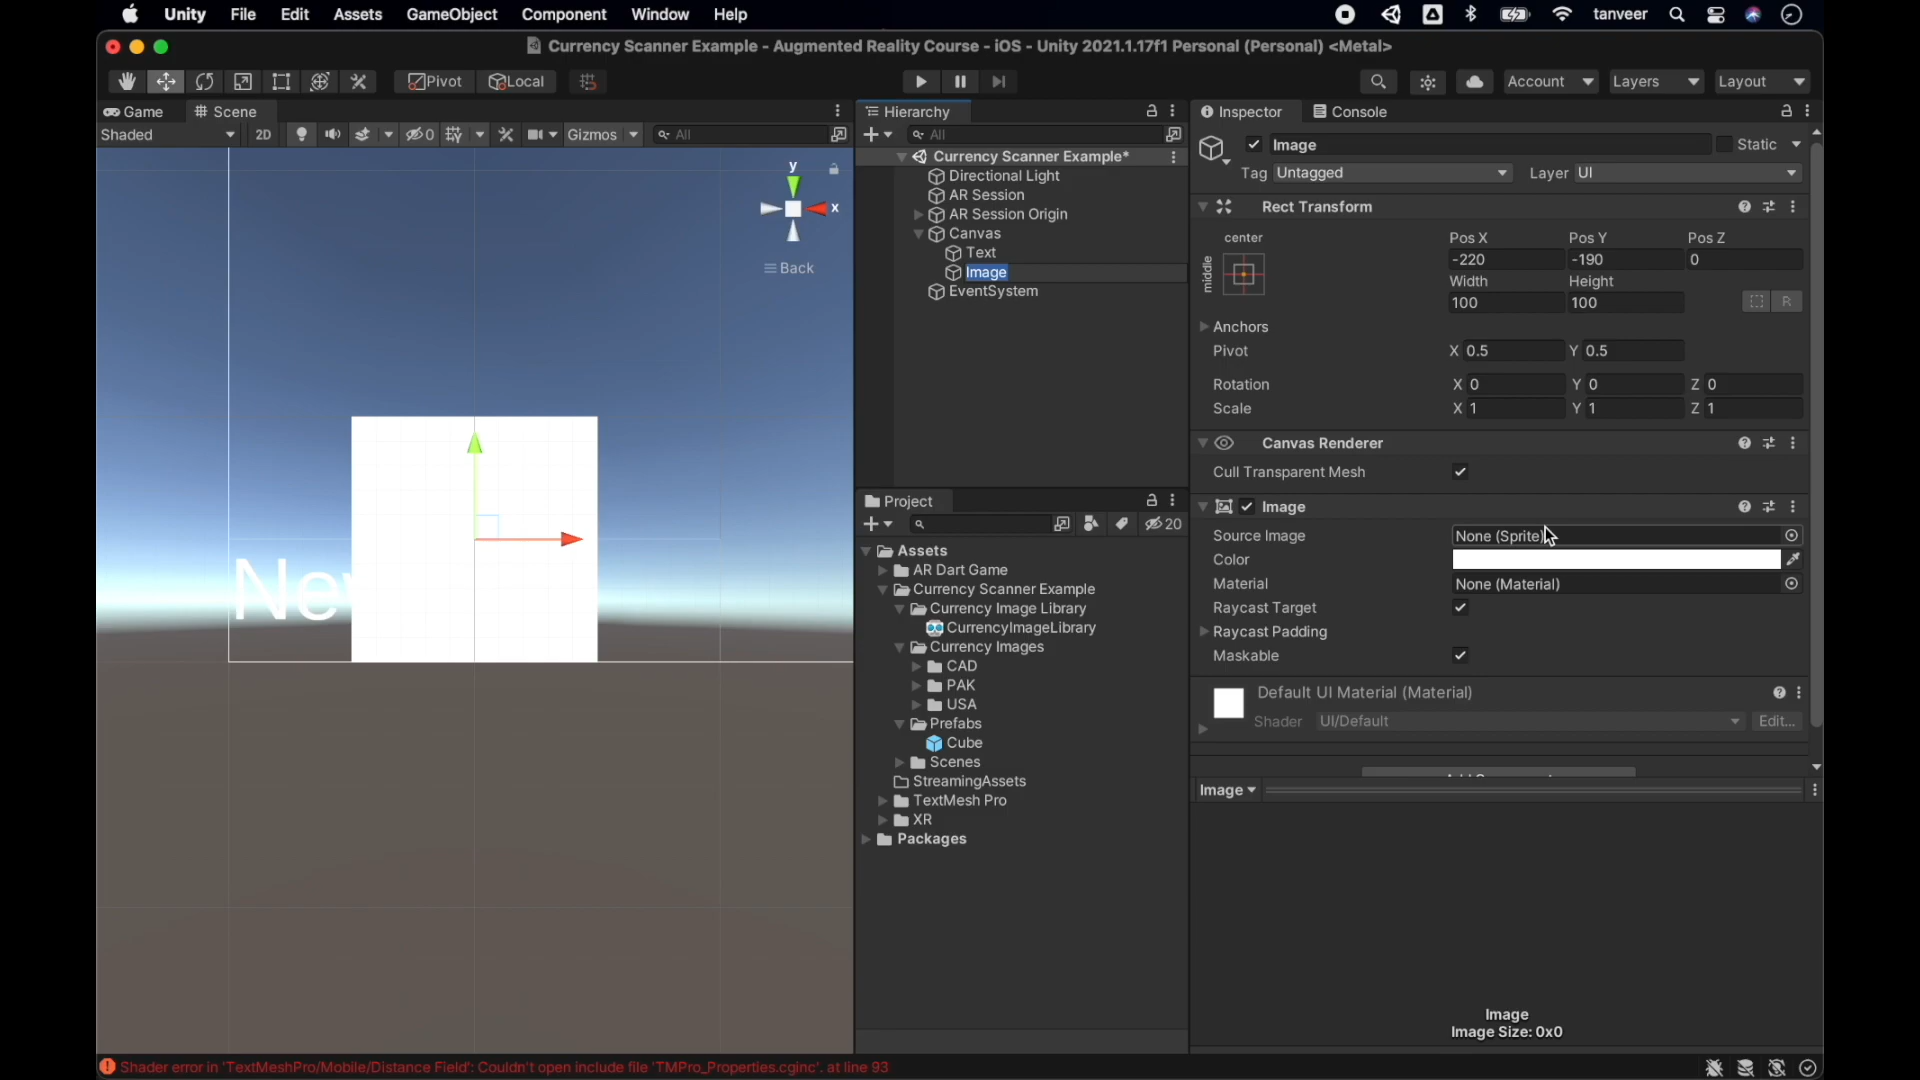 Unity File Edit Assets GameObject Component Window Help tanveer
Currency Scanner Example - Augmented Reality Course - iOS - Unity 2021.1.17f1 Personal (Personal) <Metal>
Pivot Local Account Layers Layout
Game Scene
Shaded 2D 0 Gizmos All
y
x
Back
New
Hierarchy
All
Currency Scanner Example*
Directional Light
AR Session
AR Session Origin
Canvas
Text
Image
EventSystem
Project
20
Assets
AR Dart Game
Currency Scanner Example
Currency Image Library
CurrencyImageLibrary
Currency Images
CAD
PAK
USA
Prefabs
Cube
Scenes
StreamingAssets
TextMesh Pro
XR
Packages
Inspector Console
Image Static
Tag Untagged Layer UI
Rect Transform
center Pos X Pos Y Pos Z
middle -220 -190 0
Width Height
100 100 R
Anchors
Pivot X 0.5 Y 0.5
Rotation X 0 Y 0 Z 0
Scale X 1 Y 1 Z 1
Canvas Renderer
Cull Transparent Mesh
Image
Source Image None (Sprite)
Color
Material None (Material)
Raycast Target
Raycast Padding
Maskable
Default UI Material (Material)
Shader UI/Default Edit...
Image
Image
Image Size: 0x0
Shader error in 'TextMeshPro/Mobile/Distance Field': Couldn't open include file 'TMPro_Properties.cginc'. at line 93